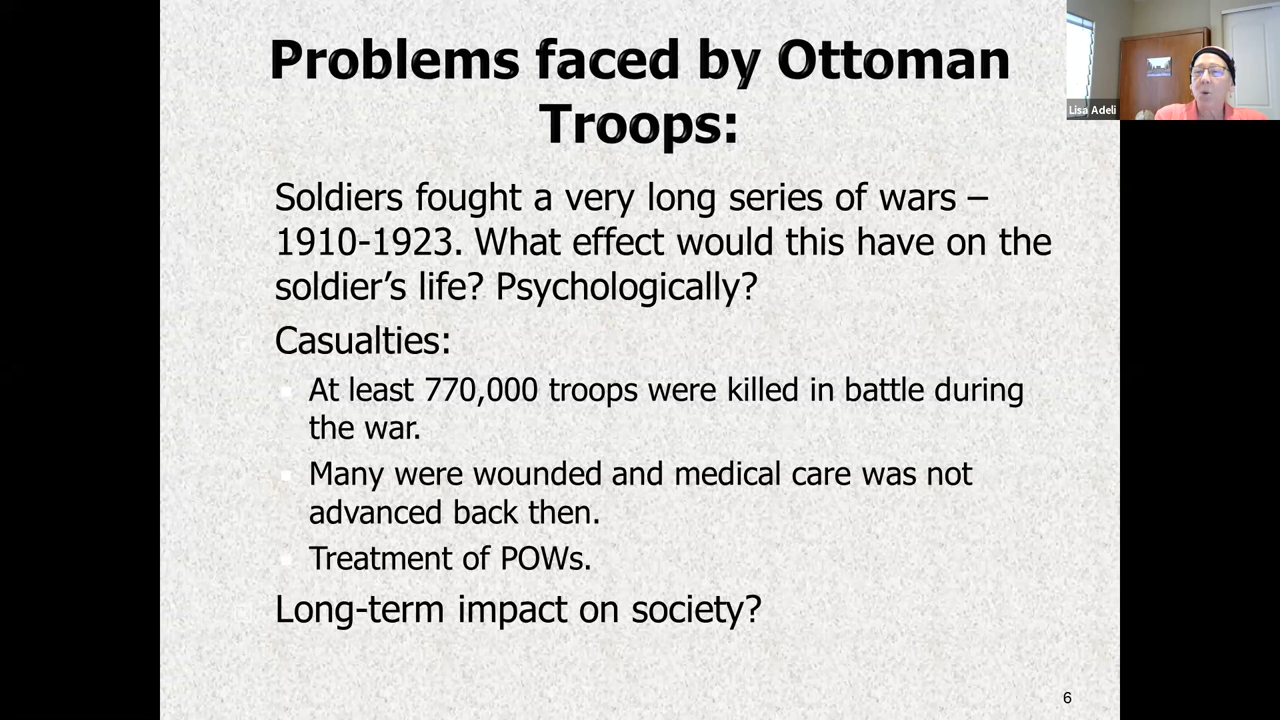 Problems faced by Ottoman
Troops:
Lisa Adeli
Soldiers fought a very long series of wars –
1910-1923. What effect would this have on the
soldier’s life? Psychologically?
Casualties:
At least 770,000 troops were killed in battle during
the war.
Many were wounded and medical care was not
advanced back then.
Treatment of POWs.
Long-term impact on society?
6